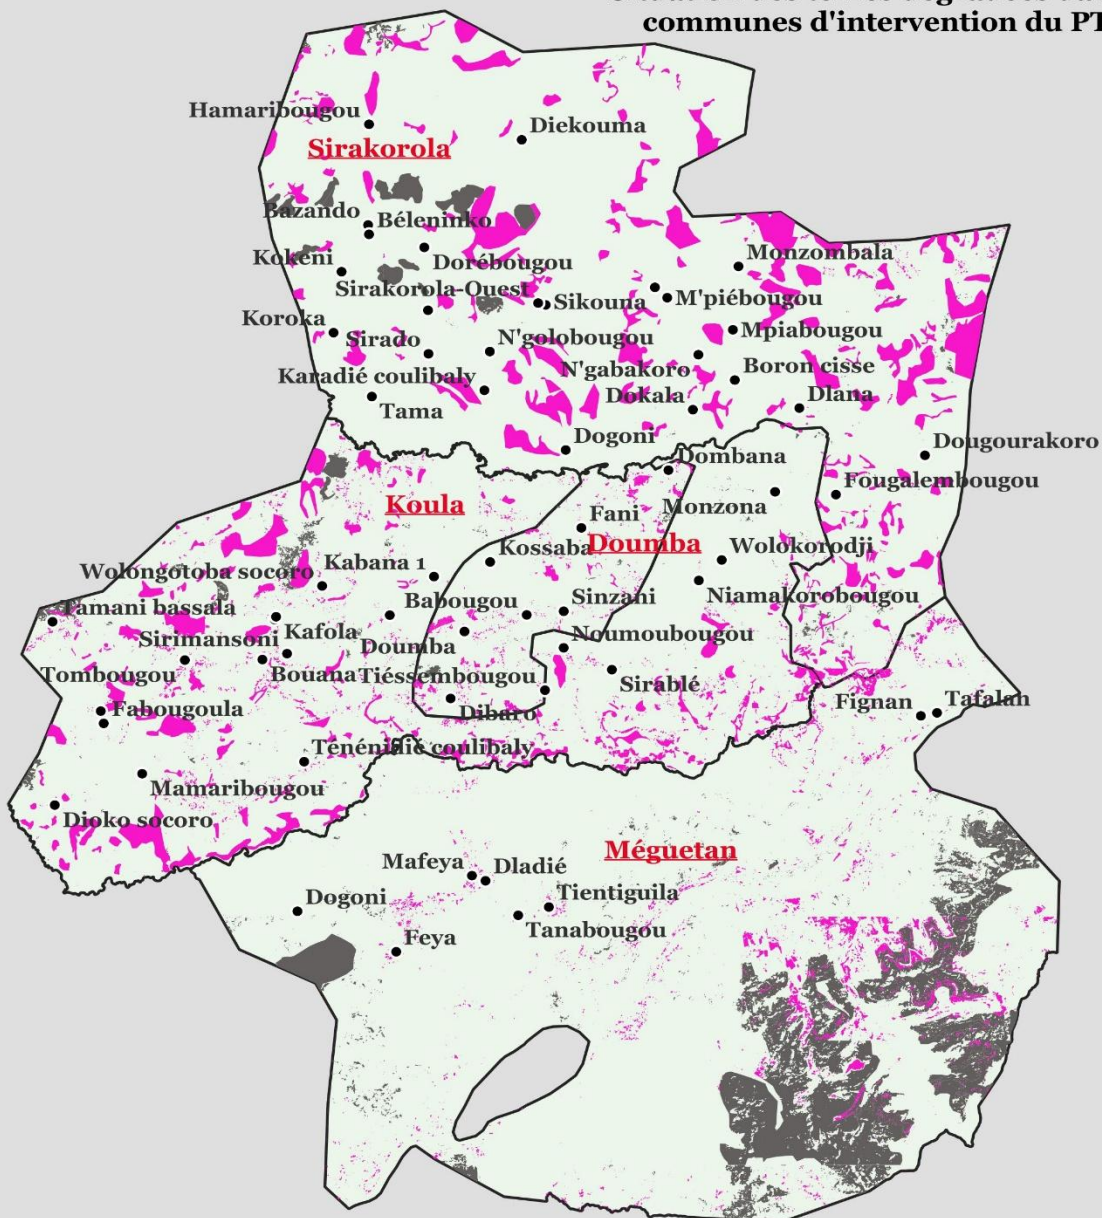 communes d'intervention du PT
Hamaribougou
Diekouma
Sirakorola
Bazando
Béleninko
Kokeni
Dorébougou
Monzombala
Sirakorola-Ouest
Sikouna
M'piébougou
Koroka
Sirado
N'golobougou
Mpiabougou
N'gabakoro
Boron cisse
Karadié coulibaly
Tama
Dokala
Dlana
Dogoni
Dougourakoro
Dombana
Fougalembougou
Koula
Monzona
Fani
Kossaba
Doumba
Wolokorodji
Wolongotoba socoro
Kabana 1
Tamani bassala
Babougou
Sinzani
Niamakorobougou
Sirimansoni
Kafola
Doumba
Noumoubougou
Tombougou
Bouana
Tiéssembougou
Sirablé
Fabougoula
Dibaro
Fignan
Tafalan
Mamaribougou
Dioko socoro
Méguetan
Mafeya
Dladié
Dogoni
Tientiguila
Tanabougou
Feya